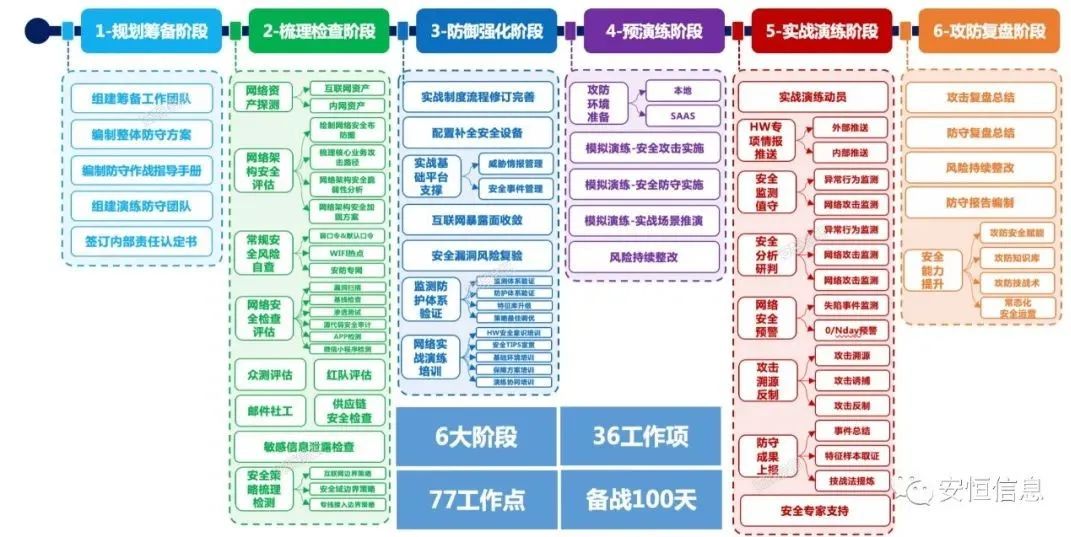 1-规划筹备阶段
组建筹备工作团队
编制整体防守方案
编制防守作战指导手册
组建演练防守团队
签订内部责任认定书
2-梳理检查阶段
网络资
产探测
互联网资产
内网资产
网络架
构安全
评估
绘制网络安全布
防图
梳理核心业务攻
击路径
网络架构安全脆
弱性分析
网络架构安全加
固方案
常规安
全风险
自查
弱口令&默认口令
WIFI热点
安防专网
网络安
全检查
评估
漏洞扫描
基线检查
渗透测试
源代码安全审计
APP检测
微信小程序检测
众测评估
红队评估
邮件社工
供应链
安全检查
敏感信息泄露检查
安全策
略梳理
检测
互联网边界策略
安全域边界策略
专线接入边界策略
3-防御强化阶段
实战制度流程修订完善
配置补全安全设备
实战基
础平台
支撑
威胁情报管理
安全事件管理
互联网暴露面收敛
安全漏洞风险复验
监测防
护体系
验证
监测体系验证
防护体系验证
特征库升级
策略最佳调优
网络实
战演练
培训
HW安全意识培训
安全TIPS宣贯
基础环境培训
保障方案培训
演练协同培训
4-预演练阶段
攻防
环境
准备
本地
SAAS
模拟演练-安全攻击实施
模拟演练-安全防守实施
模拟演练-实战场景推演
风险持续整改
5-实战演练阶段
实战演练动员
HW专
项情报
推送
外部推送
内部推送
安全
监测
值守
异常行为监测
网络攻击监测
安全
分析
研判
异常行为监测
网络攻击监测
网络攻击监测
网络
安全
预警
失陷事件监测
0/Nday预警
攻击
溯源
反制
攻击溯源
攻击诱捕
攻击反制
防守
成果
上报
事件总结
特征样本取证
技战法提炼
安全专家支持
6-攻防复盘阶段
攻击复盘总结
防守复盘总结
风险持续整改
防守报告编制
安全
能力
提升
攻防安全赋能
攻防知识库
攻防技战术
常态化
安全运营
6大阶段
36工作项
77工作点
备战100天
安恒信息